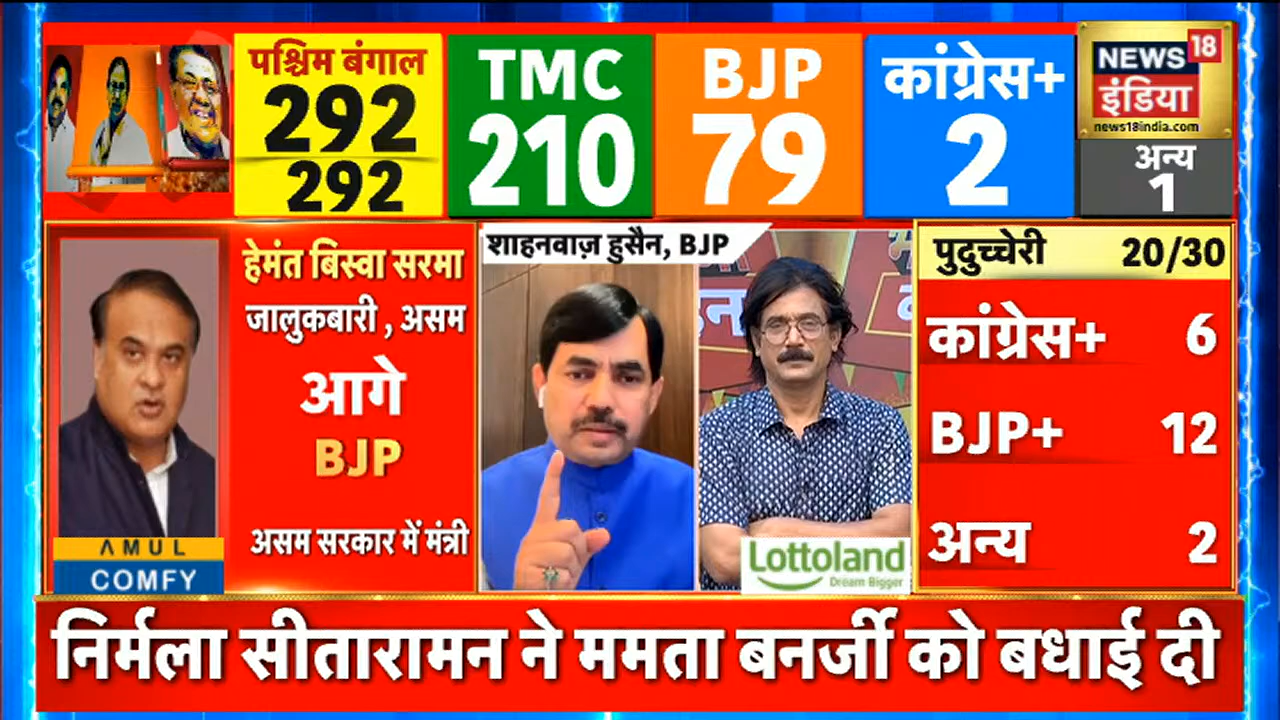 पश्चिम बंगाल
292
292
TMC
210
BJP
79
कांग्रेस+
2
NEWS 18
इंडिया
news18india.com
अन्य
1
हेमंत बिस्वा सरमा
जालुकबारी , असम
आगे
BJP
असम सरकार में मंत्री
AMUL
COMFY
शाहनवाज़ हुसैन, BJP
Lottoland
Dream Bigger
पुदुच्चेरी 20/30
कांग्रेस+ 6
BJP+ 12
अन्य 2
निर्मला सीतारामन ने ममता बनर्जी को बधाई दी